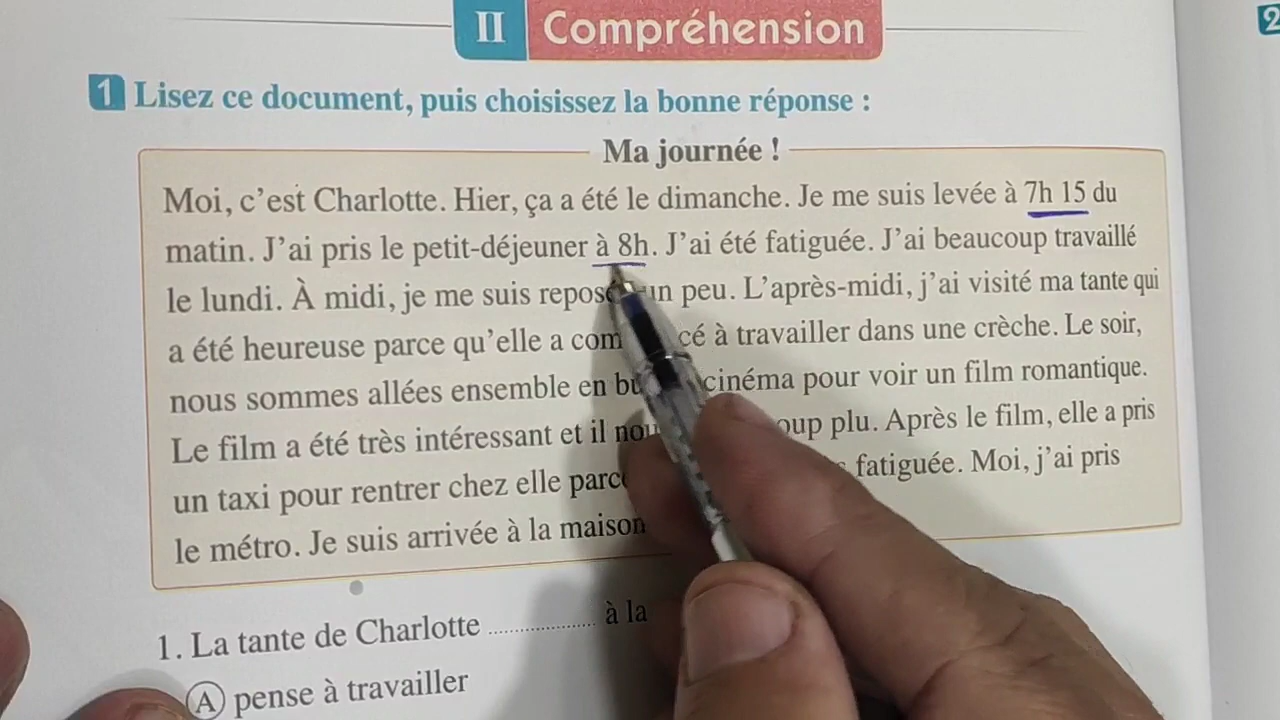 II Compréhension
2
1 Lisez ce document, puis choisissez la bonne réponse :
Ma journée !
Moi, c'est Charlotte. Hier, ça a été le dimanche. Je me suis levée à 7h 15 du
matin. J'ai pris le petit-déjeuner à 8h. J'ai été fatiguée. J'ai beaucoup travaillé
le lundi. À midi, je me suis reposé un peu. L'après-midi, j'ai visité ma tante qui
a été heureuse parce qu'elle a com cé à travailler dans une crèche. Le soir,
nous sommes allées ensemble en bu cinéma pour voir un film romantique.
Le film a été très intéressant et il nou oup plu. Après le film, elle a pris
un taxi pour rentrer chez elle parc fatiguée. Moi, j'ai pris
le métro. Je suis arrivée à la maison
1. La tante de Charlotte .................... à la
A pense à travailler